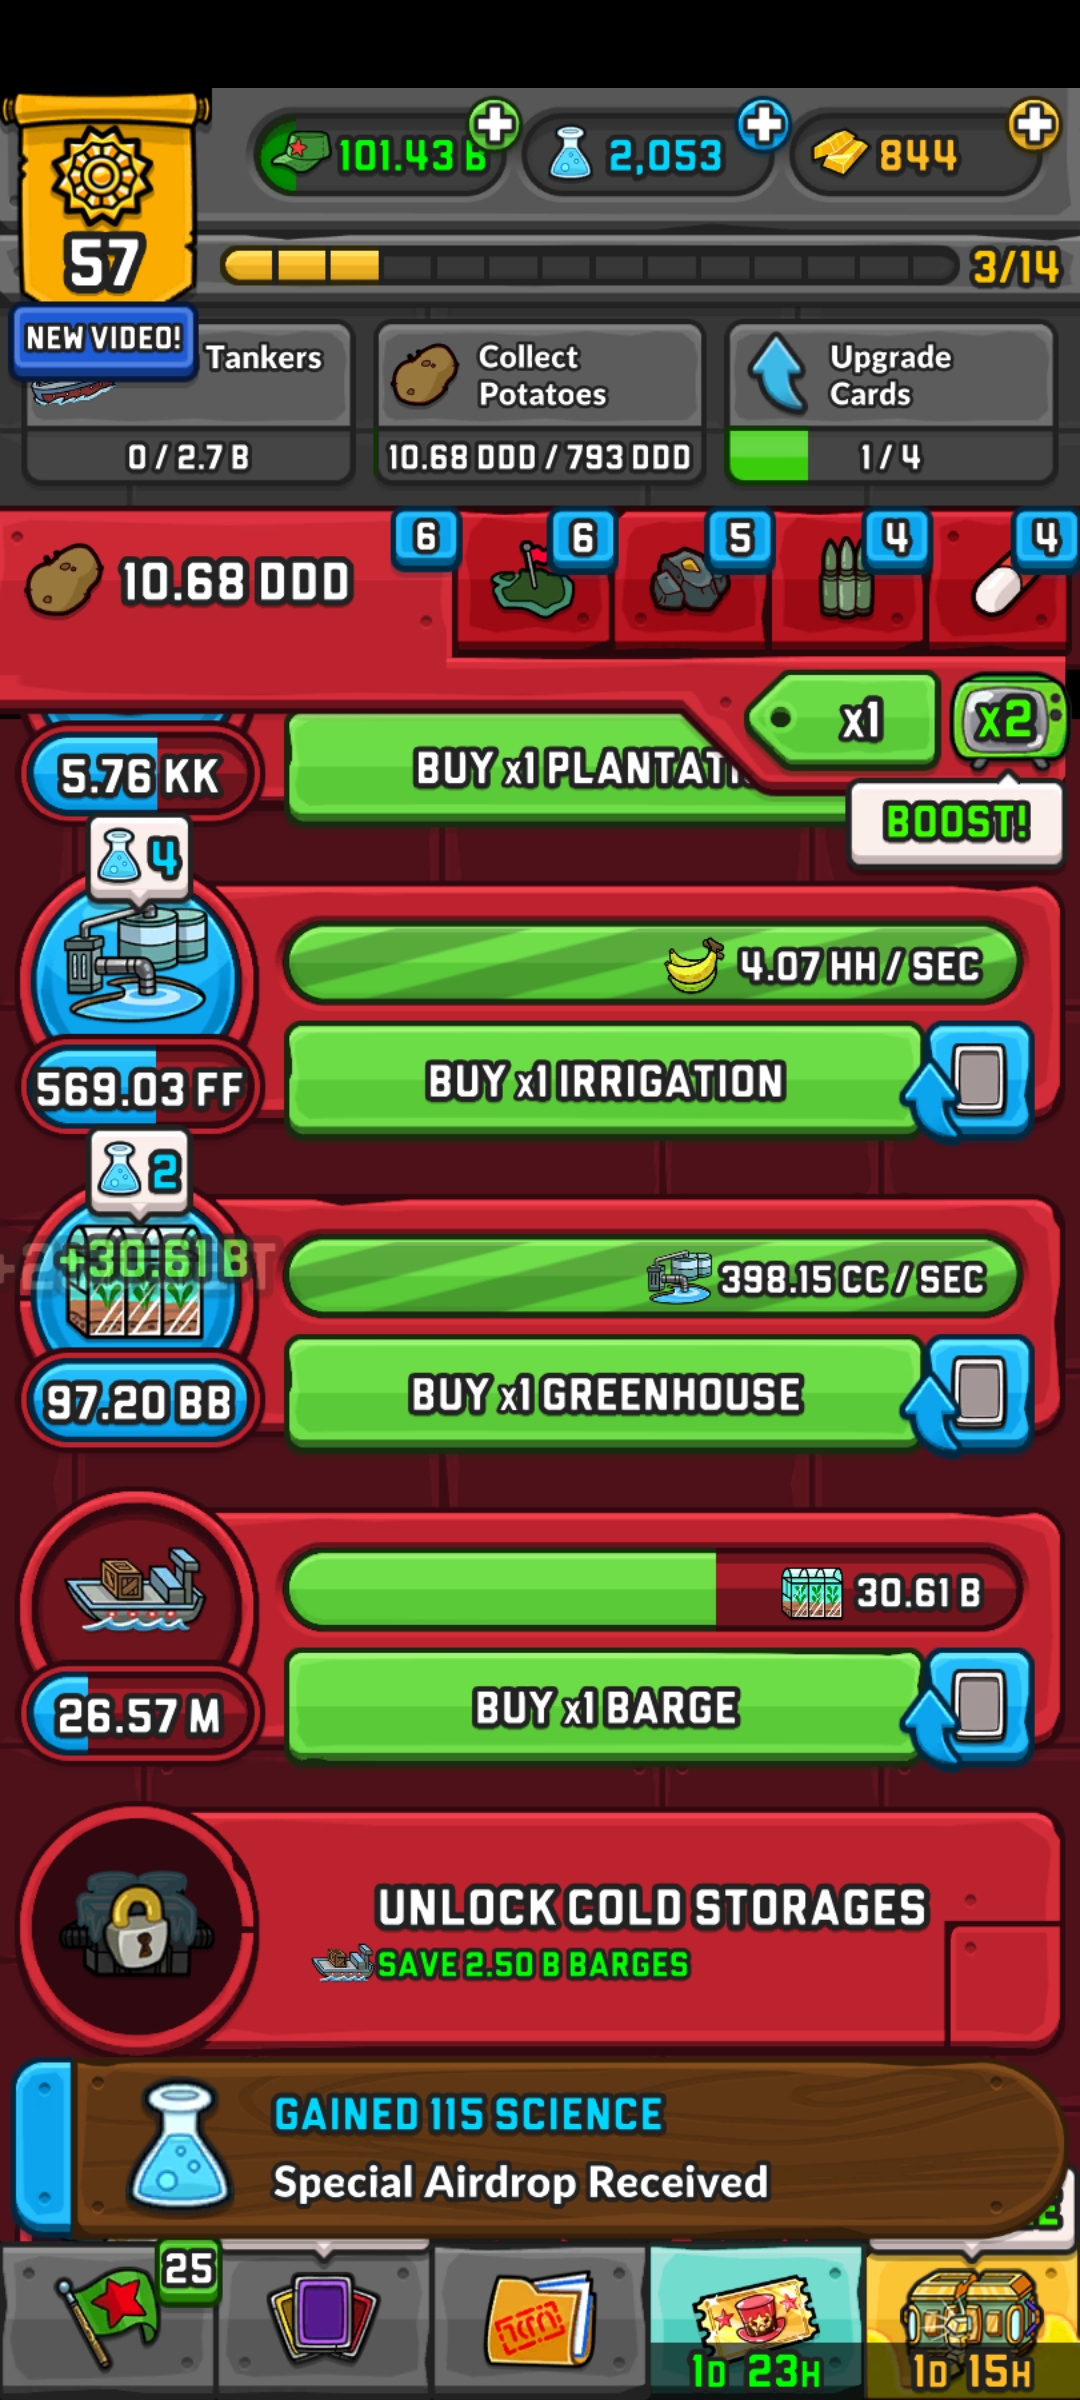 101.43 B
2,053
844
57
3/14
NEW VIDEO!
Tankers
0 / 2.7 B
Collect
Potatoes
10.68 DDD / 793 DDD
Upgrade
Cards
1 / 4
10.68 DDD
6
6
5
4
4
x1
x2
BOOST!
5.76 KK
BUY x1 PLANTATI
4
4.07 HH / SEC
569.03 FF
BUY x1 IRRIGATION
2
+30.61 B
398.15 CC / SEC
97.20 BB
BUY x1 GREENHOUSE
30.61 B
26.57 M
BUY x1 BARGE
UNLOCK COLD STORAGES
SAVE 2.50 B BARGES
GAINED 115 SCIENCE
Special Airdrop Received
25
1D 23H
1D 15H